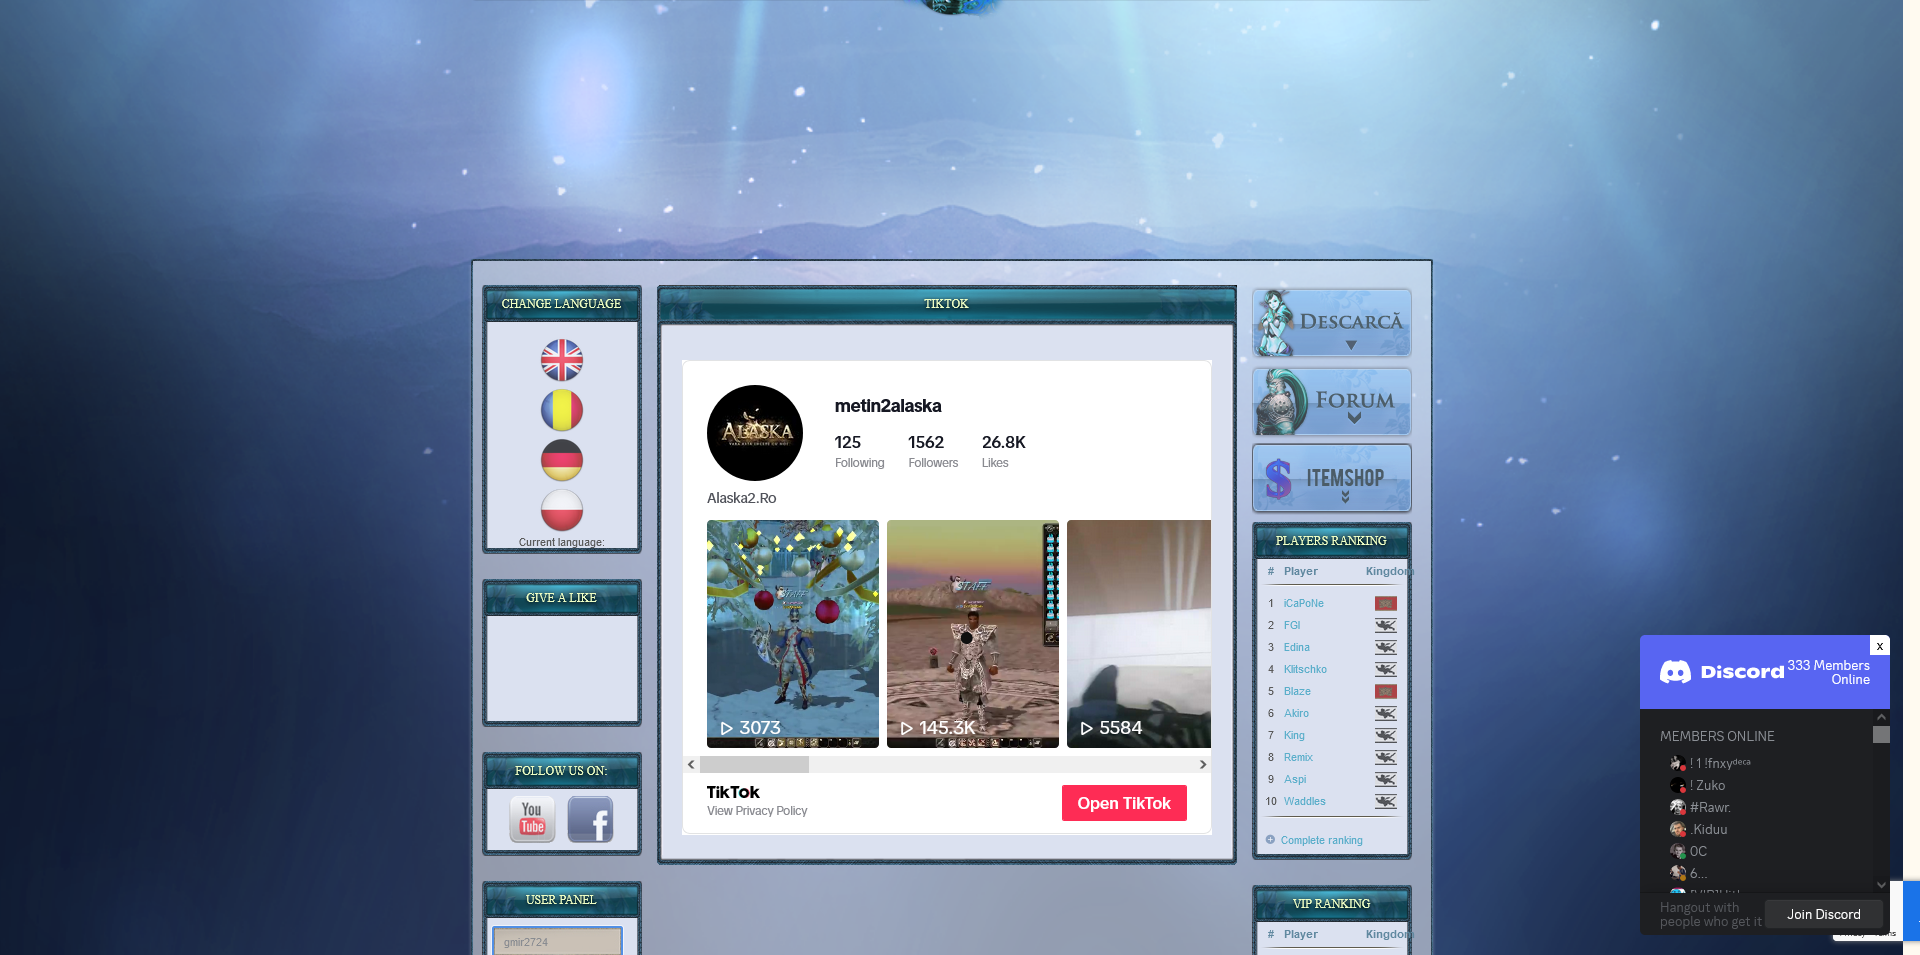 CHANGE LANGUAGE
Current language:
GIVE A LIKE
FOLLOW US ON:
You
Tube
f
USER PANEL
gmir2724
TIKTOK
ALASKA
metin2alaska
125 1562 26.8K
Following Followers Likes
Alaska2.Ro
STAFF
STAFF
3073 145.3K 5584
TikTok
View Privacy Policy
Open TikTok
DESCARCĂ
FORUM
$ ITEMSHOP
PLAYERS RANKING
# Player Kingdom
1 iCaPoNe
2 FGI
3 Edina
4 Klitschko
5 Blaze
6 Akiro
7 King
8 Remix
9 Aspi
10 Waddles
Complete ranking
VIP RANKING
# Player Kingdom
x
Discord 333 Members
Online
MEMBERS ONLINE
! 1 !fnxyᵈᵉᶜᵃ
! Zuko
#Rawr.
.Kiduu
0C
6...
Hangout with
people who get it
Join Discord